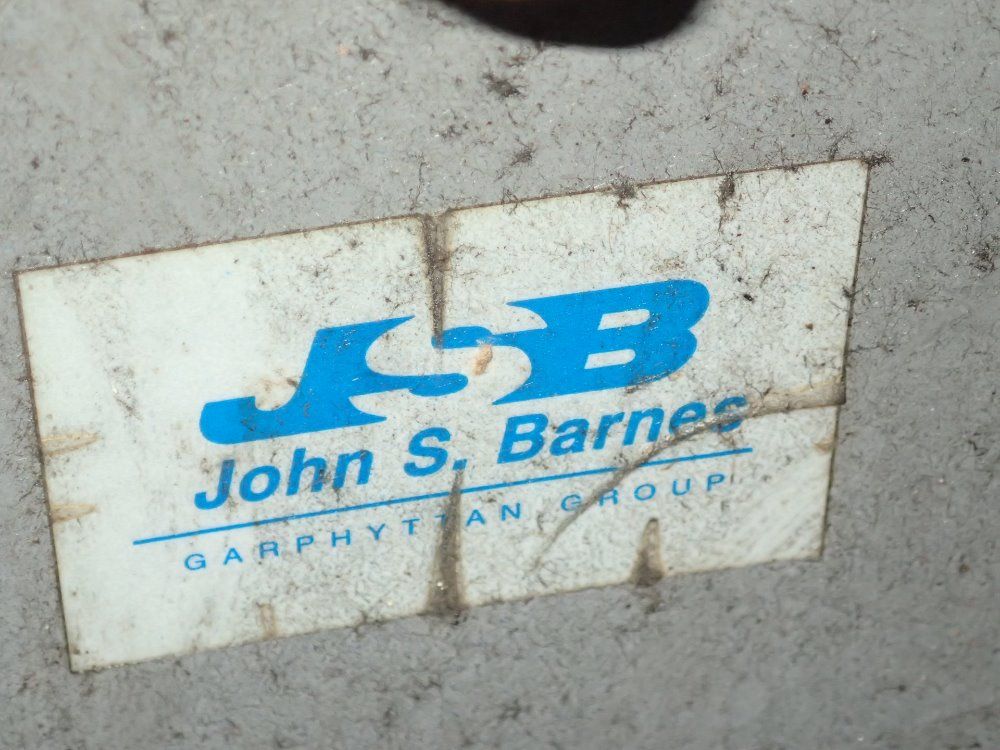 JSB
John S. Barnes
GARPHYTTAN GROUP